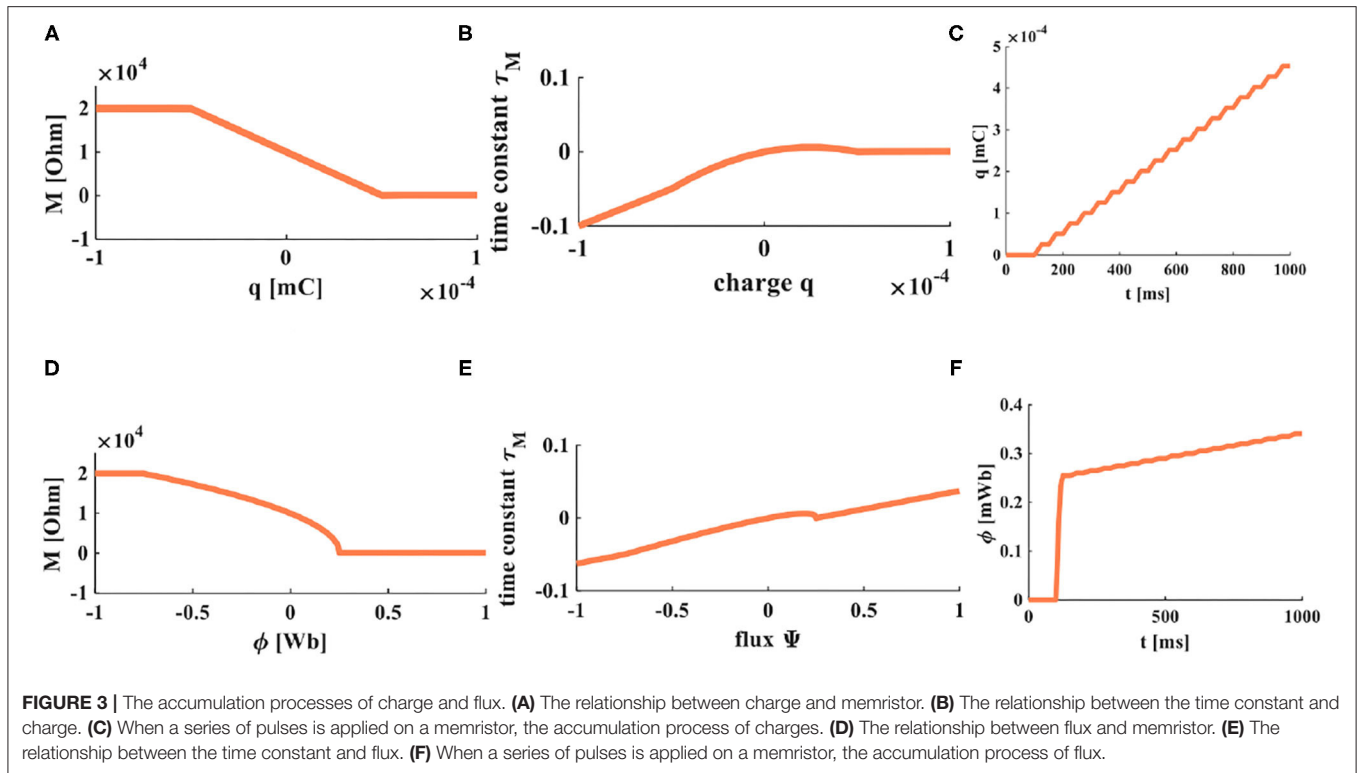 A
×10⁴
M [Ohm]
2
1
0
-1
-1
0
1
q [mC]
×10⁻⁴
B
time constant τM
0.1
0
-0.1
-1
0
1
charge q
×10⁻⁴
C
×10⁻⁴
q [mC]
5
4
3
2
1
0
0
200
400
600
800
1000
t [ms]
D
×10⁴
M [Ohm]
2
1
0
-1
-1
-0.5
0
0.5
1
ϕ [Wb]
E
time constant τM
0.1
0
-0.1
-1
-0.5
0
0.5
1
flux Ψ
F
ϕ [mWb]
0.4
0.3
0.2
0.1
0
0
500
1000
t [ms]
FIGURE 3 | The accumulation processes of charge and flux. (A) The relationship between charge and memristor. (B) The relationship between the time constant and
charge. (C) When a series of pulses is applied on a memristor, the accumulation process of charges. (D) The relationship between flux and memristor. (E) The
relationship between the time constant and flux. (F) When a series of pulses is applied on a memristor, the accumulation process of flux.